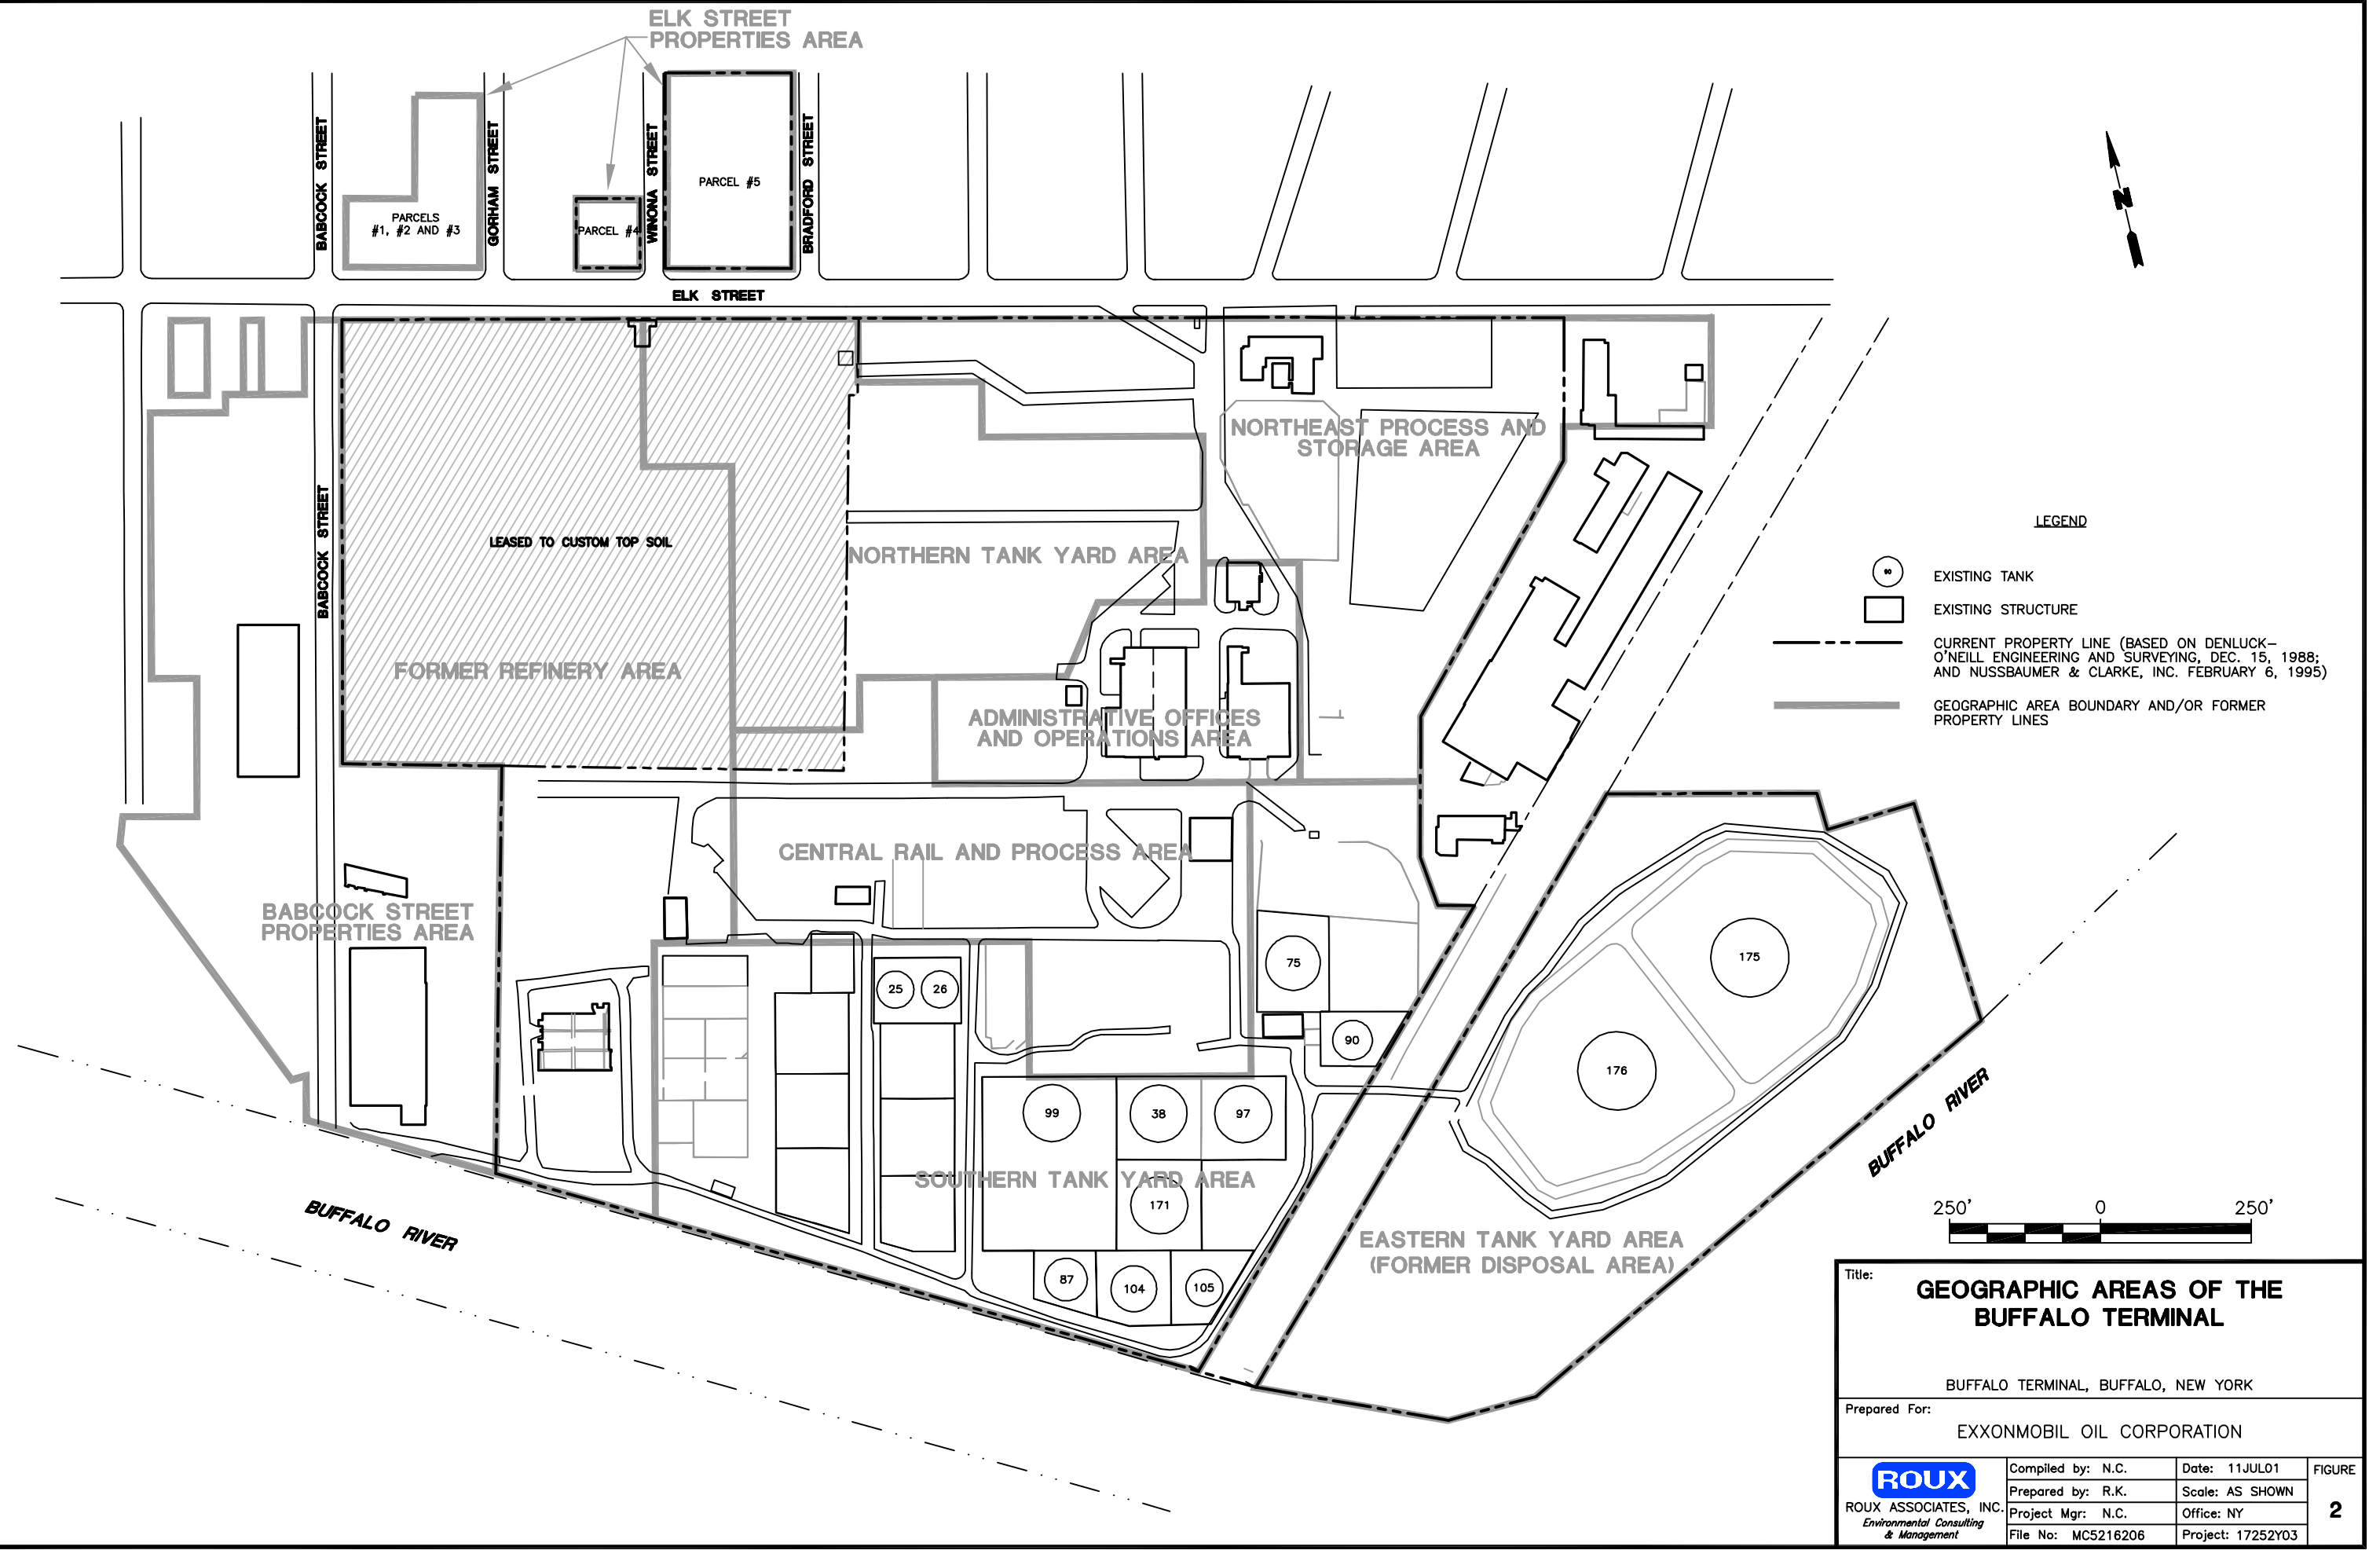 ELK STREET
PROPERTIES AREA
BABCOCK STREET
GORHAM STREET
WINONA STREET
BRADFORD STREET
PARCEL #5
PARCELS
#1, #2 AND #3
PARCEL #4
N
ELK STREET
NORTHEAST PROCESS AND
STORAGE AREA
BABCOCK STREET
LEASED TO CUSTOM TOP SOIL
NORTHERN TANK YARD AREA
FORMER REFINERY AREA
ADMINISTRATIVE OFFICES
AND OPERATIONS AREA
CENTRAL RAIL AND PROCESS AREA
BABCOCK STREET
PROPERTIES AREA
75
25
26
90
175
176
99
38
97
SOUTHERN TANK YARD AREA
171
87
104
105
EASTERN TANK YARD AREA
(FORMER DISPOSAL AREA)
BUFFALO RIVER
BUFFALO RIVER
LEGEND
90
EXISTING TANK
EXISTING STRUCTURE
CURRENT PROPERTY LINE (BASED ON DENLUCK-
O'NEILL ENGINEERING AND SURVEYING, DEC. 15, 1988;
AND NUSSBAUMER & CLARKE, INC. FEBRUARY 6, 1995)
GEOGRAPHIC AREA BOUNDARY AND/OR FORMER
PROPERTY LINES
250' 0 250'
Title:
GEOGRAPHIC AREAS OF THE
BUFFALO TERMINAL
BUFFALO TERMINAL, BUFFALO, NEW YORK
Prepared For:
EXXONMOBIL OIL CORPORATION
ROUX
ROUX ASSOCIATES, INC.
Environmental Consulting
& Management
Compiled by: N.C.
Date: 11JUL01
Prepared by: R.K.
Scale: AS SHOWN
Project Mgr: N.C.
Office: NY
File No: MC5216206
Project: 17252Y03
FIGURE
2